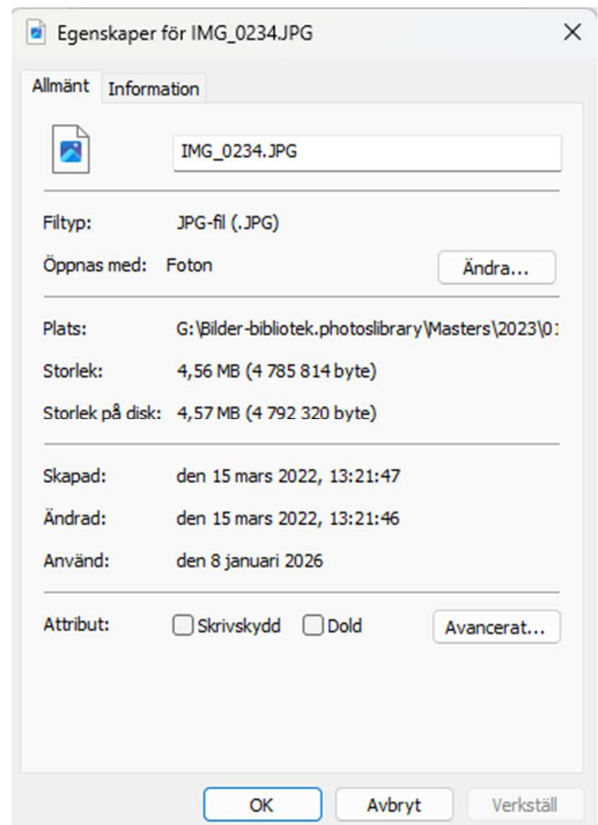 Egenskaper för IMG_0234.JPG
Allmänt Information
IMG_0234.JPG
Filtyp: JPG-fil (.JPG)
Öppnas med: Foton Ändra...
Plats: G:\Bilder-bibliotek.photoslibrary\Masters\2023\01
Storlek: 4,56 MB (4 785 814 byte)
Storlek på disk: 4,57 MB (4 792 320 byte)
Skapad: den 15 mars 2022, 13:21:47
Ändrad: den 15 mars 2022, 13:21:46
Använd: den 8 januari 2026
Attribut: Skrivskydd Dold Avancerat...
OK Avbryt Verkställ